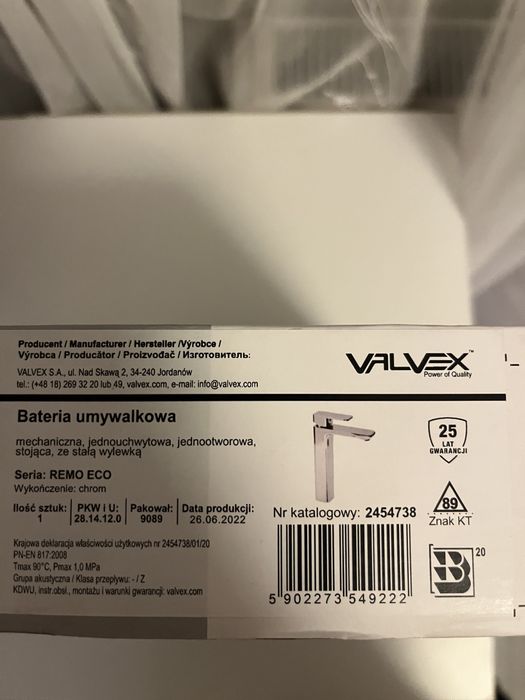 Producent / Manufacturer / Hersteller /Výrobce /
Výrobca / Producător / Proizvođač / Изготовитель:
VALVEX S.A., ul. Nad Skawą 2, 34-240 Jordanów
tel.: (+48 18) 269 32 20 lub 49, valvex.com, e-mail: info@valvex.com
VALVEX™
Power of Quality
Bateria umywalkowa
mechaniczna, jednouchwytowa, jednootworowa,
stojąca, ze stałą wylewką
Seria: REMO ECO
Wykończenie: chrom
Ilość sztuk: PKW i U: Pakował: Data produkcji:
1 28.14.12.0 9089 26.06.2022
Krajowa deklaracja właściwości użytkowych nr 2454738/01/20
PN-EN 817:2008
Tmax 90°C, Pmax 1,0 MPa
Grupa akustyczna / Klasa przepływu: - / Z
KDWU, instr.obsł., montażu i warunki gwarancji: valvex.com
25
LAT
GWARANCJI
89
Znak KT
Nr katalogowy: 2454738
5 902273 549222
B 20